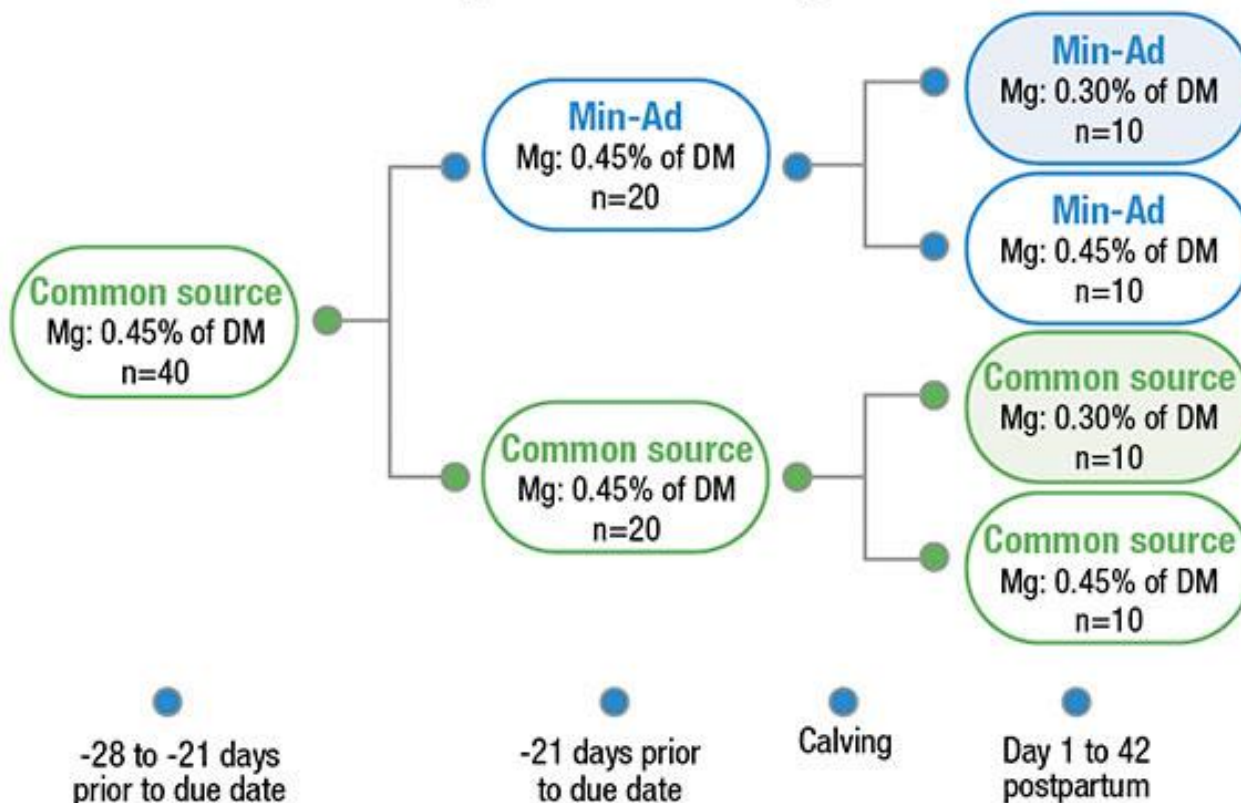 Min-Ad
Mg: 0.30% of DM
n=10
Min-Ad
Mg: 0.45% of DM
n=20
Min-Ad
Mg: 0.45% of DM
n=10
Common source
Mg: 0.45% of DM
n=40
Common source
Mg: 0.30% of DM
n=10
Common source
Mg: 0.45% of DM
n=20
Common source
Mg: 0.45% of DM
n=10
-28 to -21 days
prior to due date
-21 days prior
to due date
Calving
Day 1 to 42
postpartum